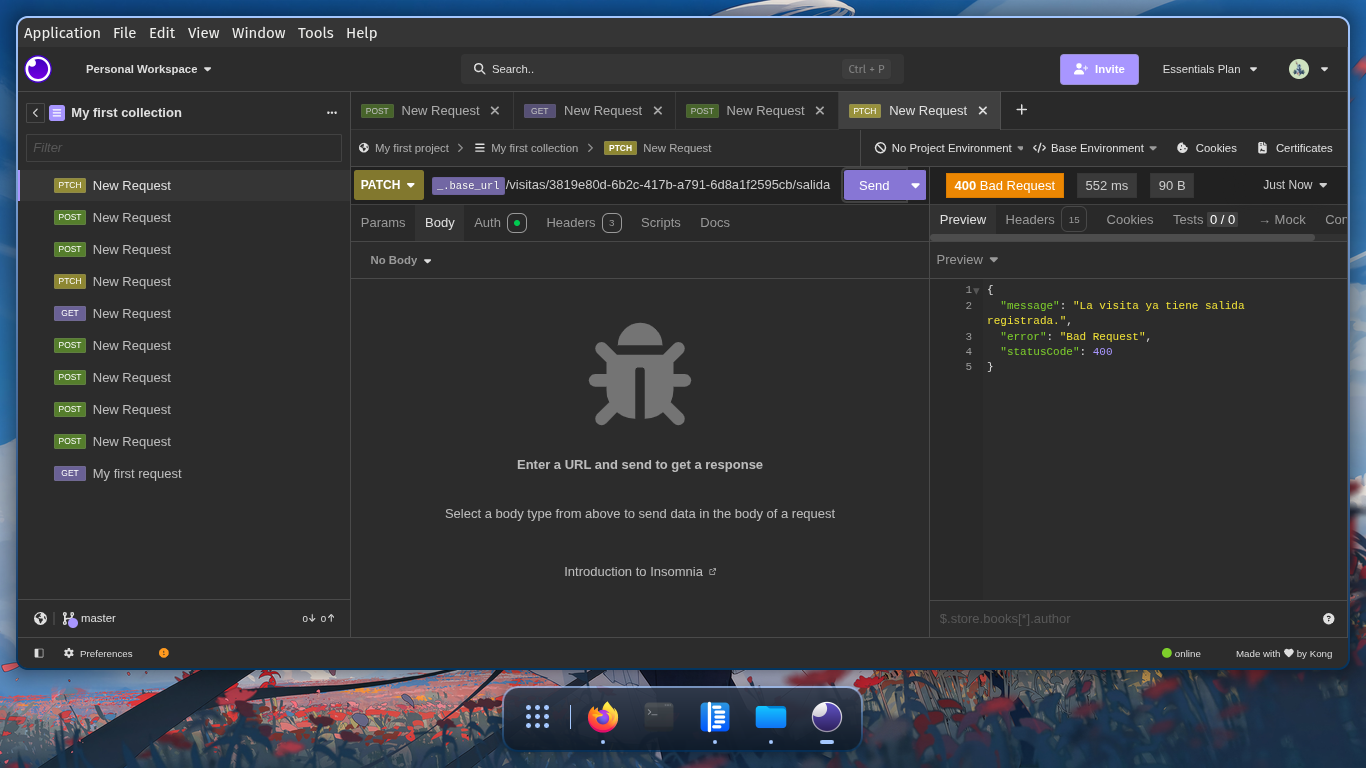 Application File Edit View Window Tools Help
Personal Workspace
Search.. Ctrl + P
Invite
Essentials Plan
My first collection
Filter
PTCH New Request
POST New Request
POST New Request
PTCH New Request
GET New Request
POST New Request
POST New Request
POST New Request
POST New Request
GET My first request
master
0↓ 0↑
POST New Request
GET New Request
POST New Request
PTCH New Request
My first project > My first collection > PTCH New Request
No Project Environment
Base Environment
Cookies
Certificates
PATCH _.base_url/visitas/3819e80d-6b2c-417b-a791-6d8a1f2595cb/salida
Send
400 Bad Request 552 ms 90 B
Just Now
Params Body Auth Headers 3 Scripts Docs
No Body
Enter a URL and send to get a response
Select a body type from above to send data in the body of a request
Introduction to Insomnia
Preview Headers 15 Cookies Tests 0 / 0 → Mock Con
Preview
1 {
2 "message": "La visita ya tiene salida
registrada.",
3 "error": "Bad Request",
4 "statusCode": 400
5 }
$.store.books[*].author
Preferences
online
Made with ♥ by Kong